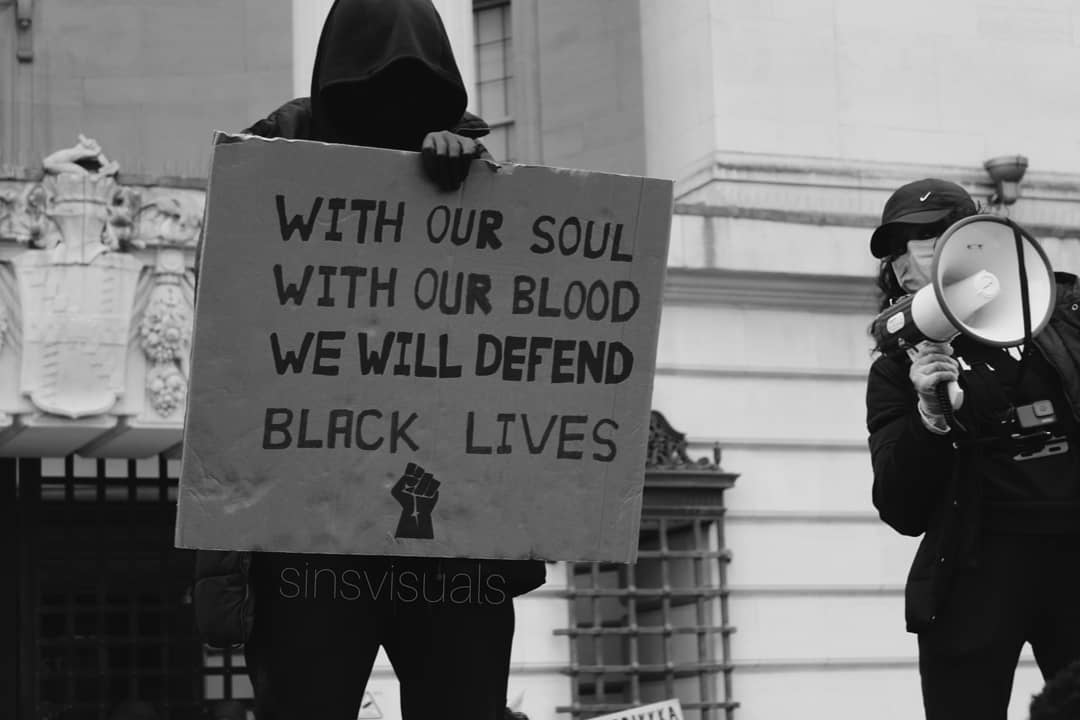 WITH OUR SOUL
WITH OUR BLOOD
WE WILL DEFEND
BLACK LIVES
sinsvisuals